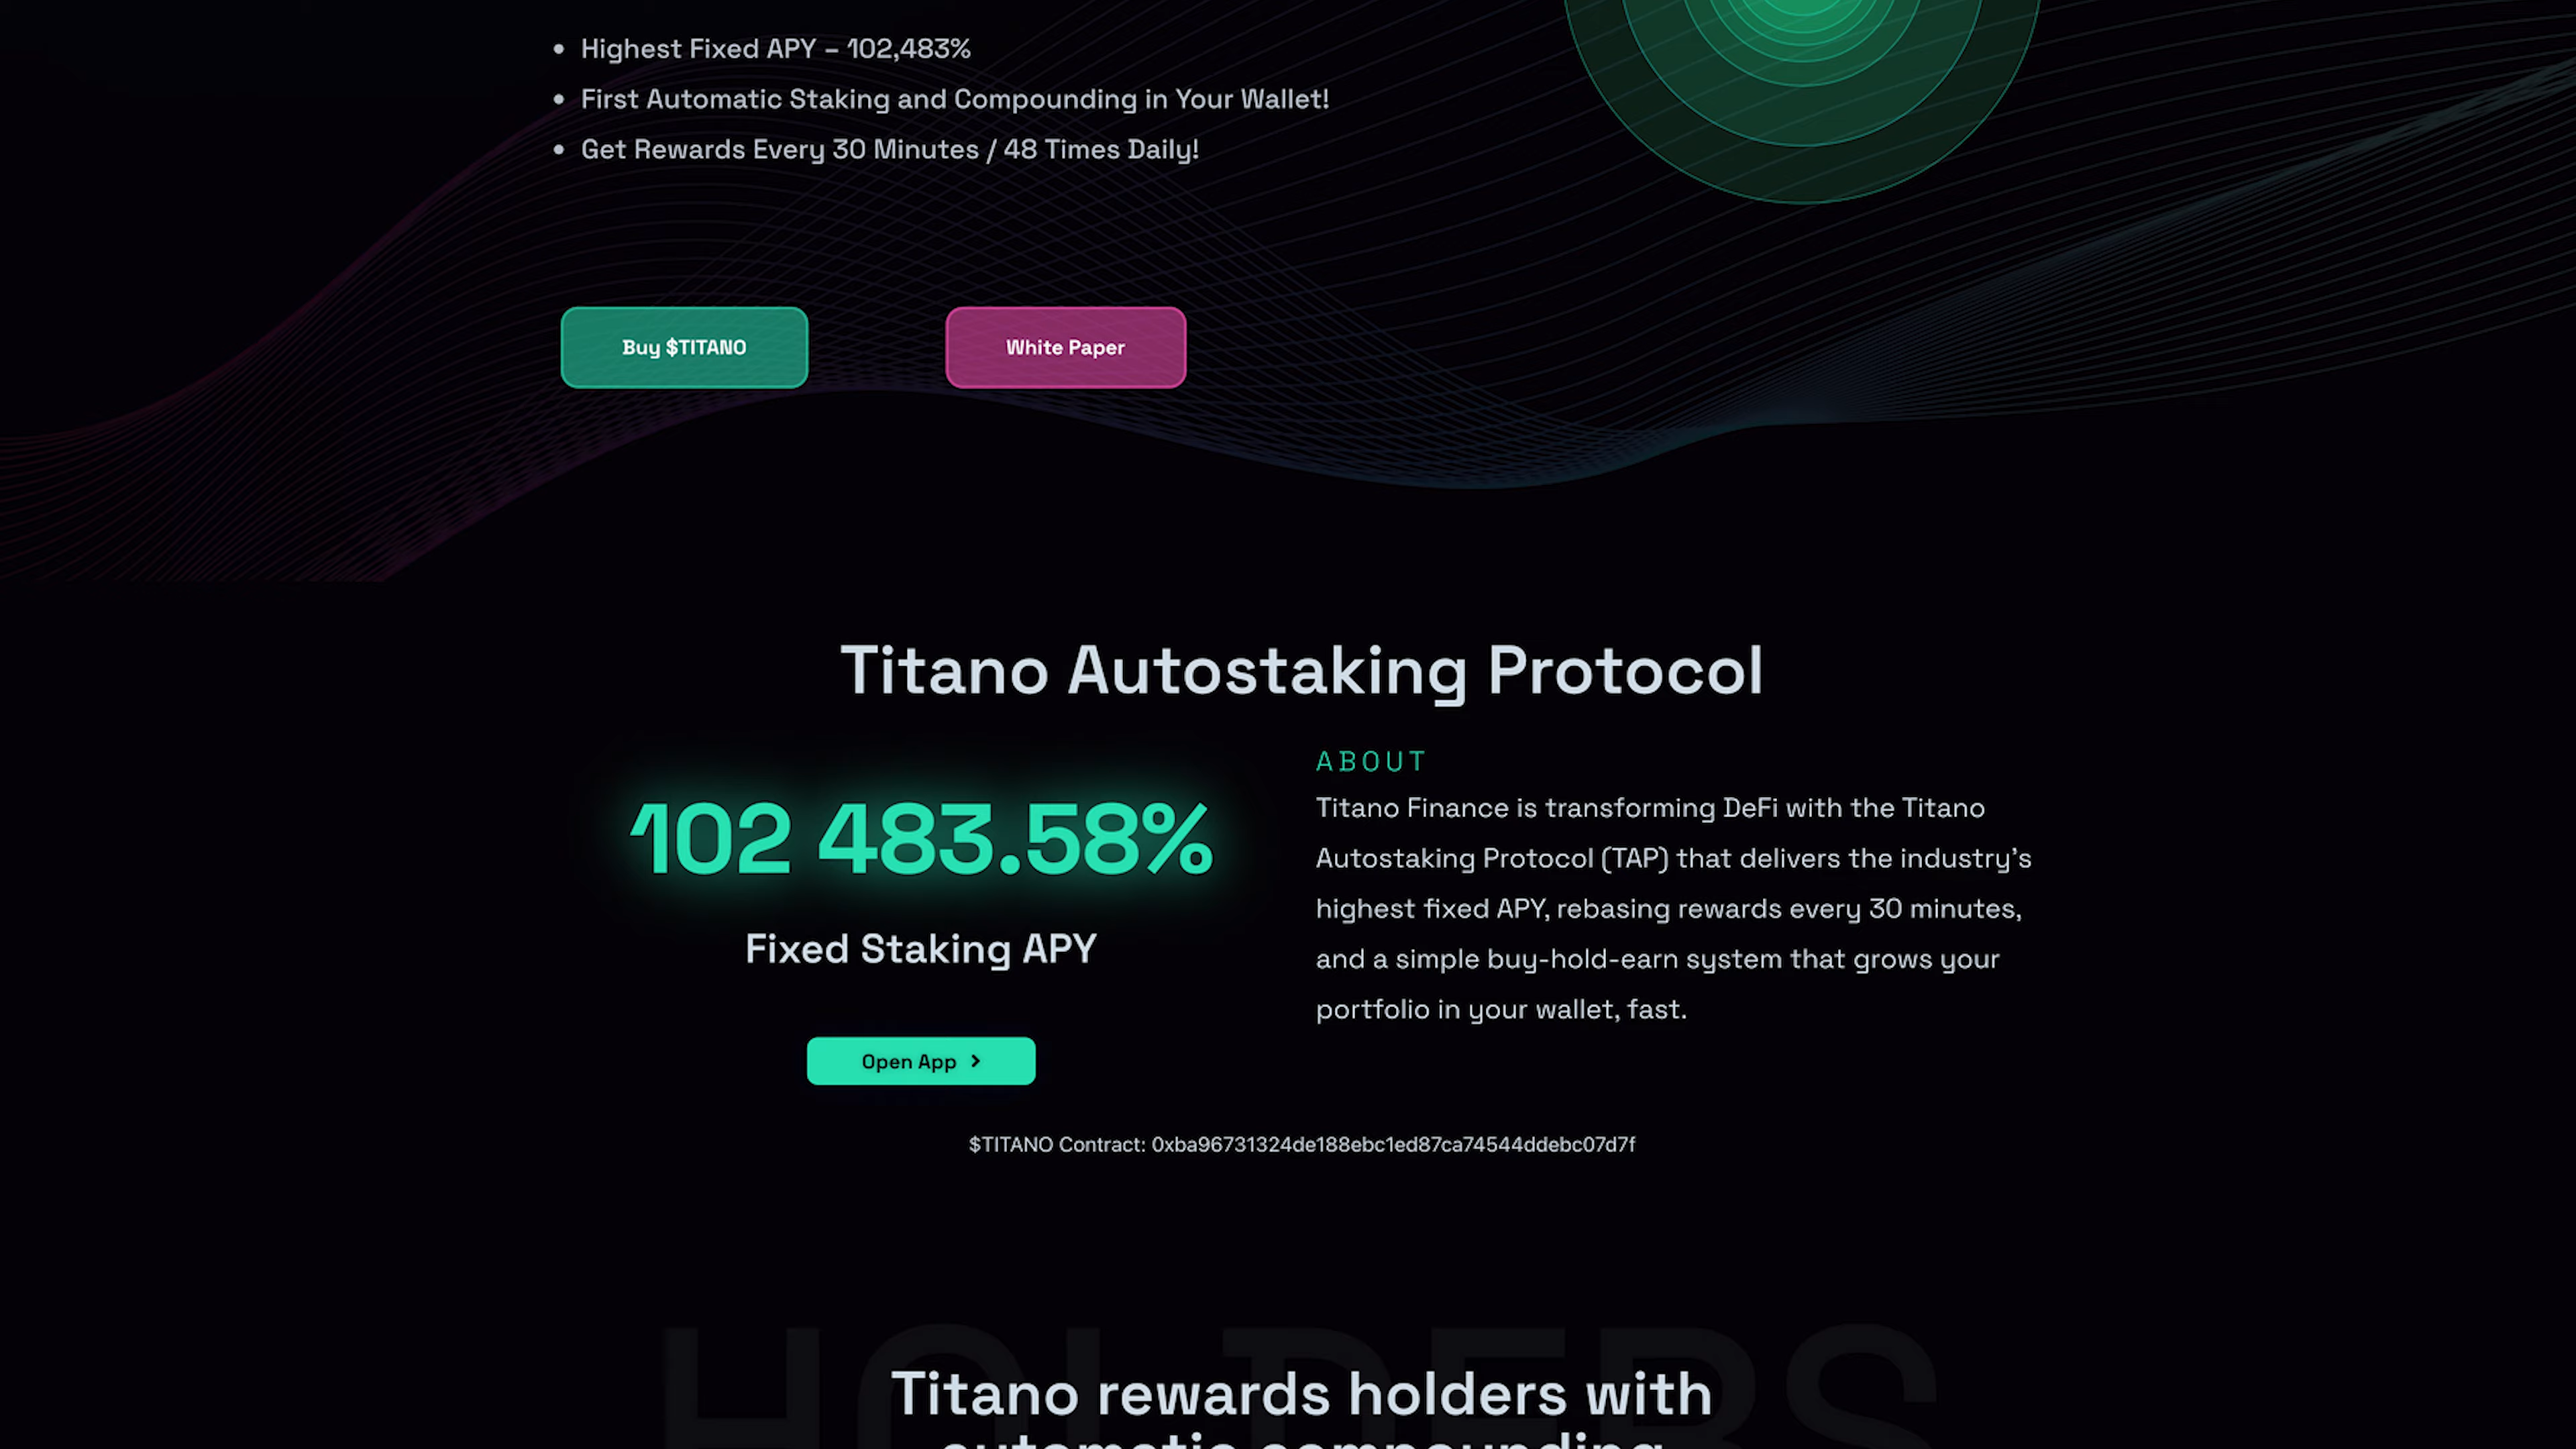 Highest Fixed APY – 102,483%
First Automatic Staking and Compounding in Your Wallet!
Get Rewards Every 30 Minutes / 48 Times Daily!
Buy $TITANO
White Paper
Titano Autostaking Protocol
102 483.58%
Fixed Staking APY
Open App
ABOUT
Titano Finance is transforming DeFi with the Titano
Autostaking Protocol (TAP) that delivers the industry’s
highest fixed APY, rebasing rewards every 30 minutes,
and a simple buy-hold-earn system that grows your
portfolio in your wallet, fast.
$TITANO Contract: 0xba96731324de188ebc1ed87ca74544ddebc07d7f
HOLDERS
Titano rewards holders with
automatic compounding